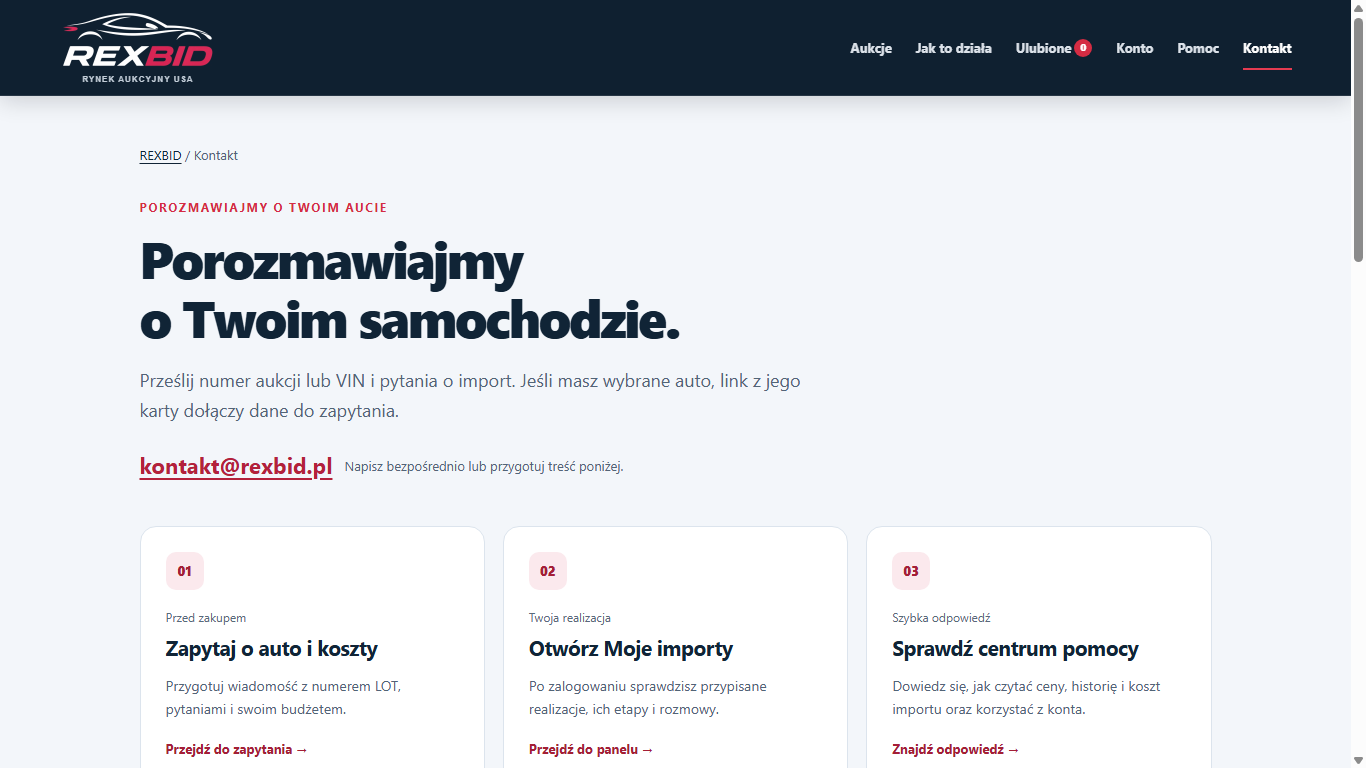 REXBID
RYNEK AUKCYJNY USA
Aukcje
Jak to działa
Ulubione 0
Konto
Pomoc
Kontakt
REXBID / Kontakt
POROZMAWIAJMY O TWOIM AUCIE
Porozmawiajmy
o Twoim samochodzie.
Prześlij numer aukcji lub VIN i pytania o import. Jeśli masz wybrane auto, link z jego
karty dołączy dane do zapytania.
kontakt@rexbid.pl Napisz bezpośrednio lub przygotuj treść poniżej.
01
Przed zakupem
Zapytaj o auto i koszty
Przygotuj wiadomość z numerem LOT,
pytaniami i swoim budżetem.
Przejdź do zapytania →
02
Twoja realizacja
Otwórz Moje importy
Po zalogowaniu sprawdzisz przypisane
realizacje, ich etapy i rozmowy.
Przejdź do panelu →
03
Szybka odpowiedź
Sprawdź centrum pomocy
Dowiedz się, jak czytać ceny, historię i koszt
importu oraz korzystać z konta.
Znajdź odpowiedź →